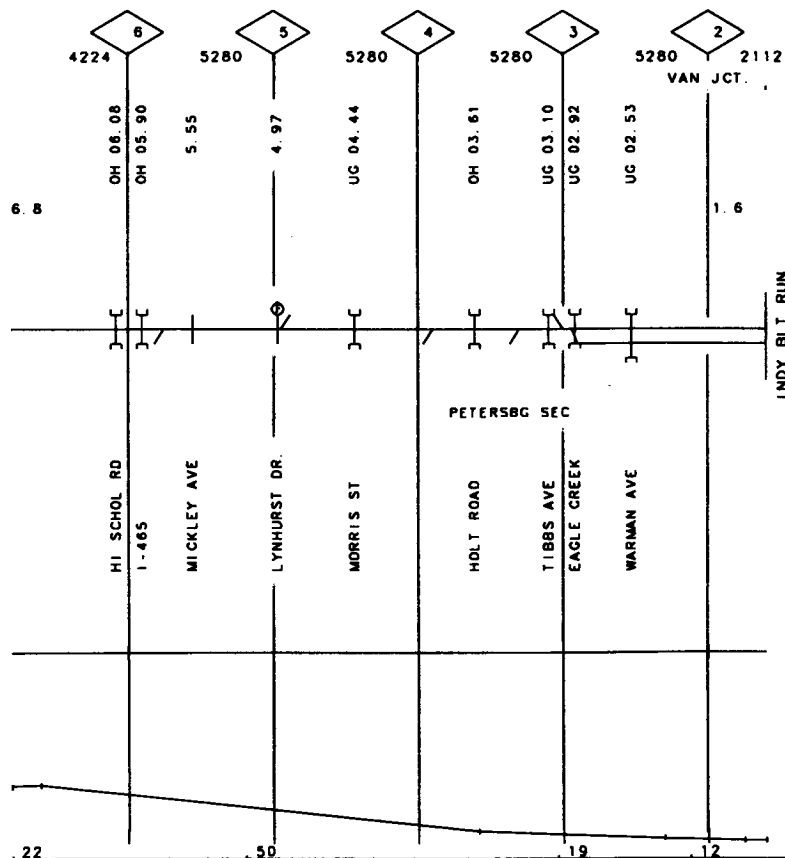 6 5 4 3 2
4224 5280 5280 5280 5280 2112
VAN JCT.
OH 06.08
OH 05.90
5.55
4.97
UG 04.44
OH 03.61
UG 03.10
UG 02.92
UG 02.53
6.8
1.6
INDY BLT RUN
PETERSBG SEC
HI SCHOL RD
I-465
MICKLEY AVE
LYNHURST DR.
MORRIS ST
HOLT ROAD
TIBBS AVE
EAGLE CREEK
WARMAN AVE
.22 .50 .19 .12